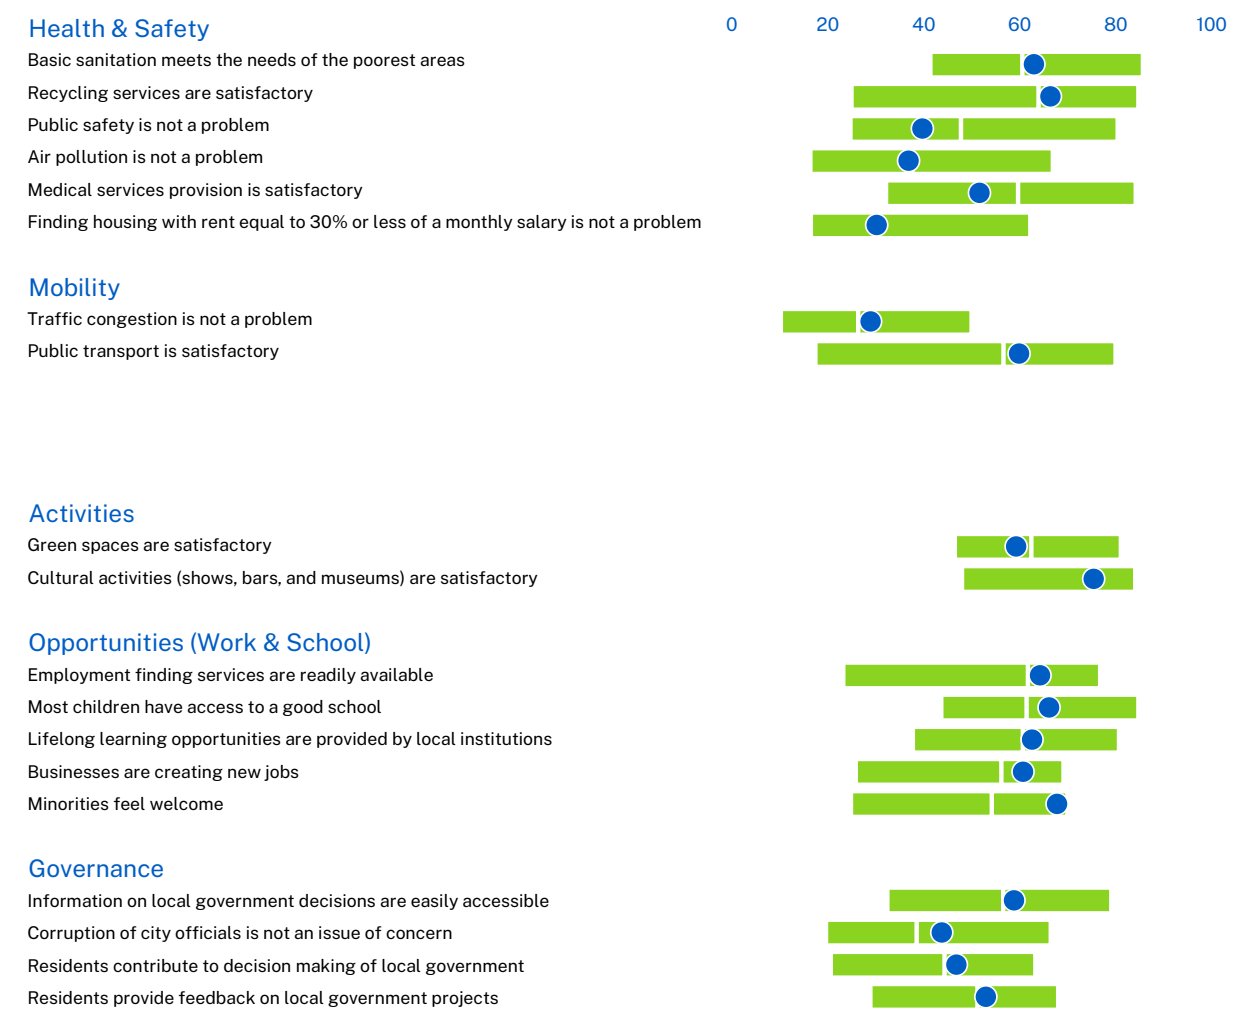 Health & Safety
0 20 40 60 80 100
Basic sanitation meets the needs of the poorest areas
Recycling services are satisfactory
Public safety is not a problem
Air pollution is not a problem
Medical services provision is satisfactory
Finding housing with rent equal to 30% or less of a monthly salary is not a problem
Mobility
Traffic congestion is not a problem
Public transport is satisfactory
Activities
Green spaces are satisfactory
Cultural activities (shows, bars, and museums) are satisfactory
Opportunities (Work & School)
Employment finding services are readily available
Most children have access to a good school
Lifelong learning opportunities are provided by local institutions
Businesses are creating new jobs
Minorities feel welcome
Governance
Information on local government decisions are easily accessible
Corruption of city officials is not an issue of concern
Residents contribute to decision making of local government
Residents provide feedback on local government projects